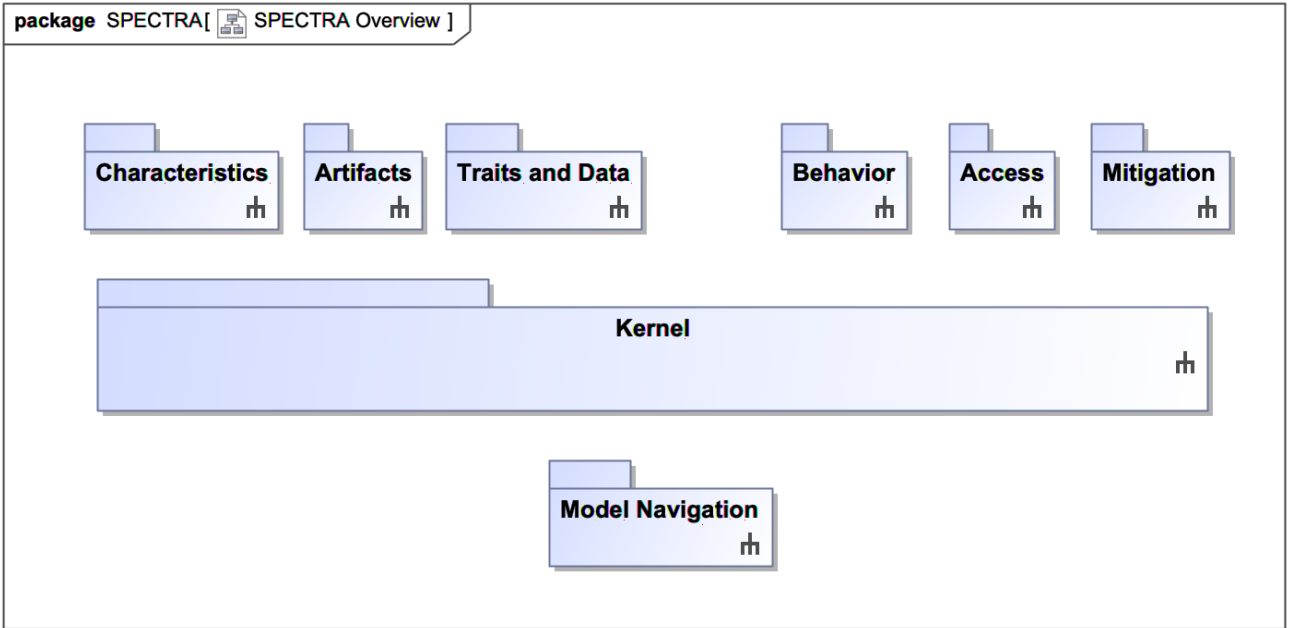 package SPECTRA[ SPECTRA Overview ]
Characteristics
Artifacts
Traits and Data
Behavior
Access
Mitigation
Kernel
Model Navigation